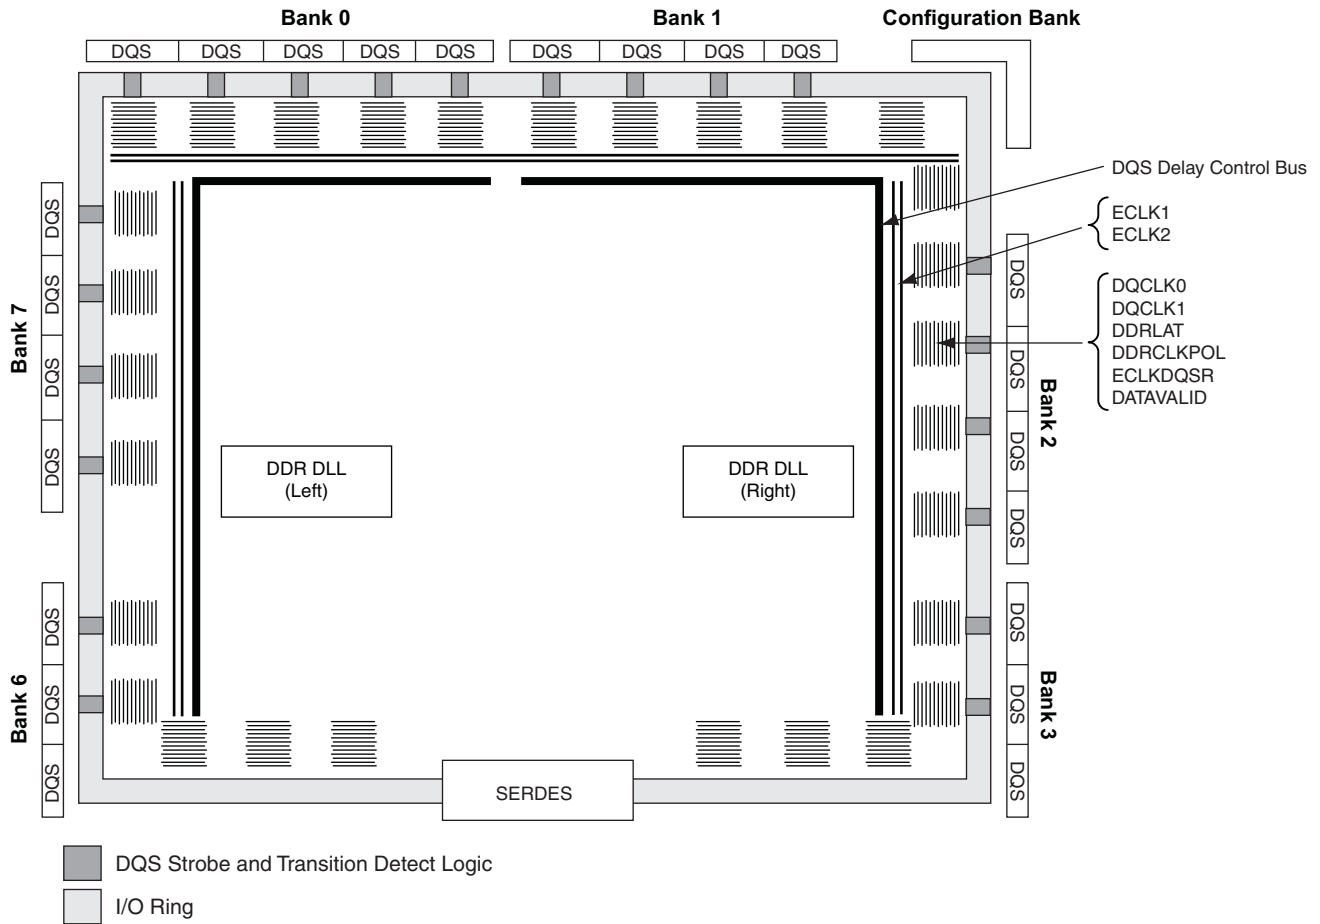 Bank 0
Bank 1
Configuration Bank
DQS DQS DQS DQS DQS
DQS DQS DQS DQS
DQS Delay Control Bus
ECLK1
ECLK2
DQCLK0
DQCLK1
DDRLAT
DDRCLKPOL
ECLKDQSR
DATAVALID
Bank 7
DQS
DQS
DQS
DQS
Bank 6
DQS
DQS
DQS
DDR DLL
(Left)
DDR DLL
(Right)
DQS
DQS
DQS
DQS
Bank 2
DQS
DQS
DQS
Bank 3
SERDES
DQS Strobe and Transition Detect Logic
I/O Ring